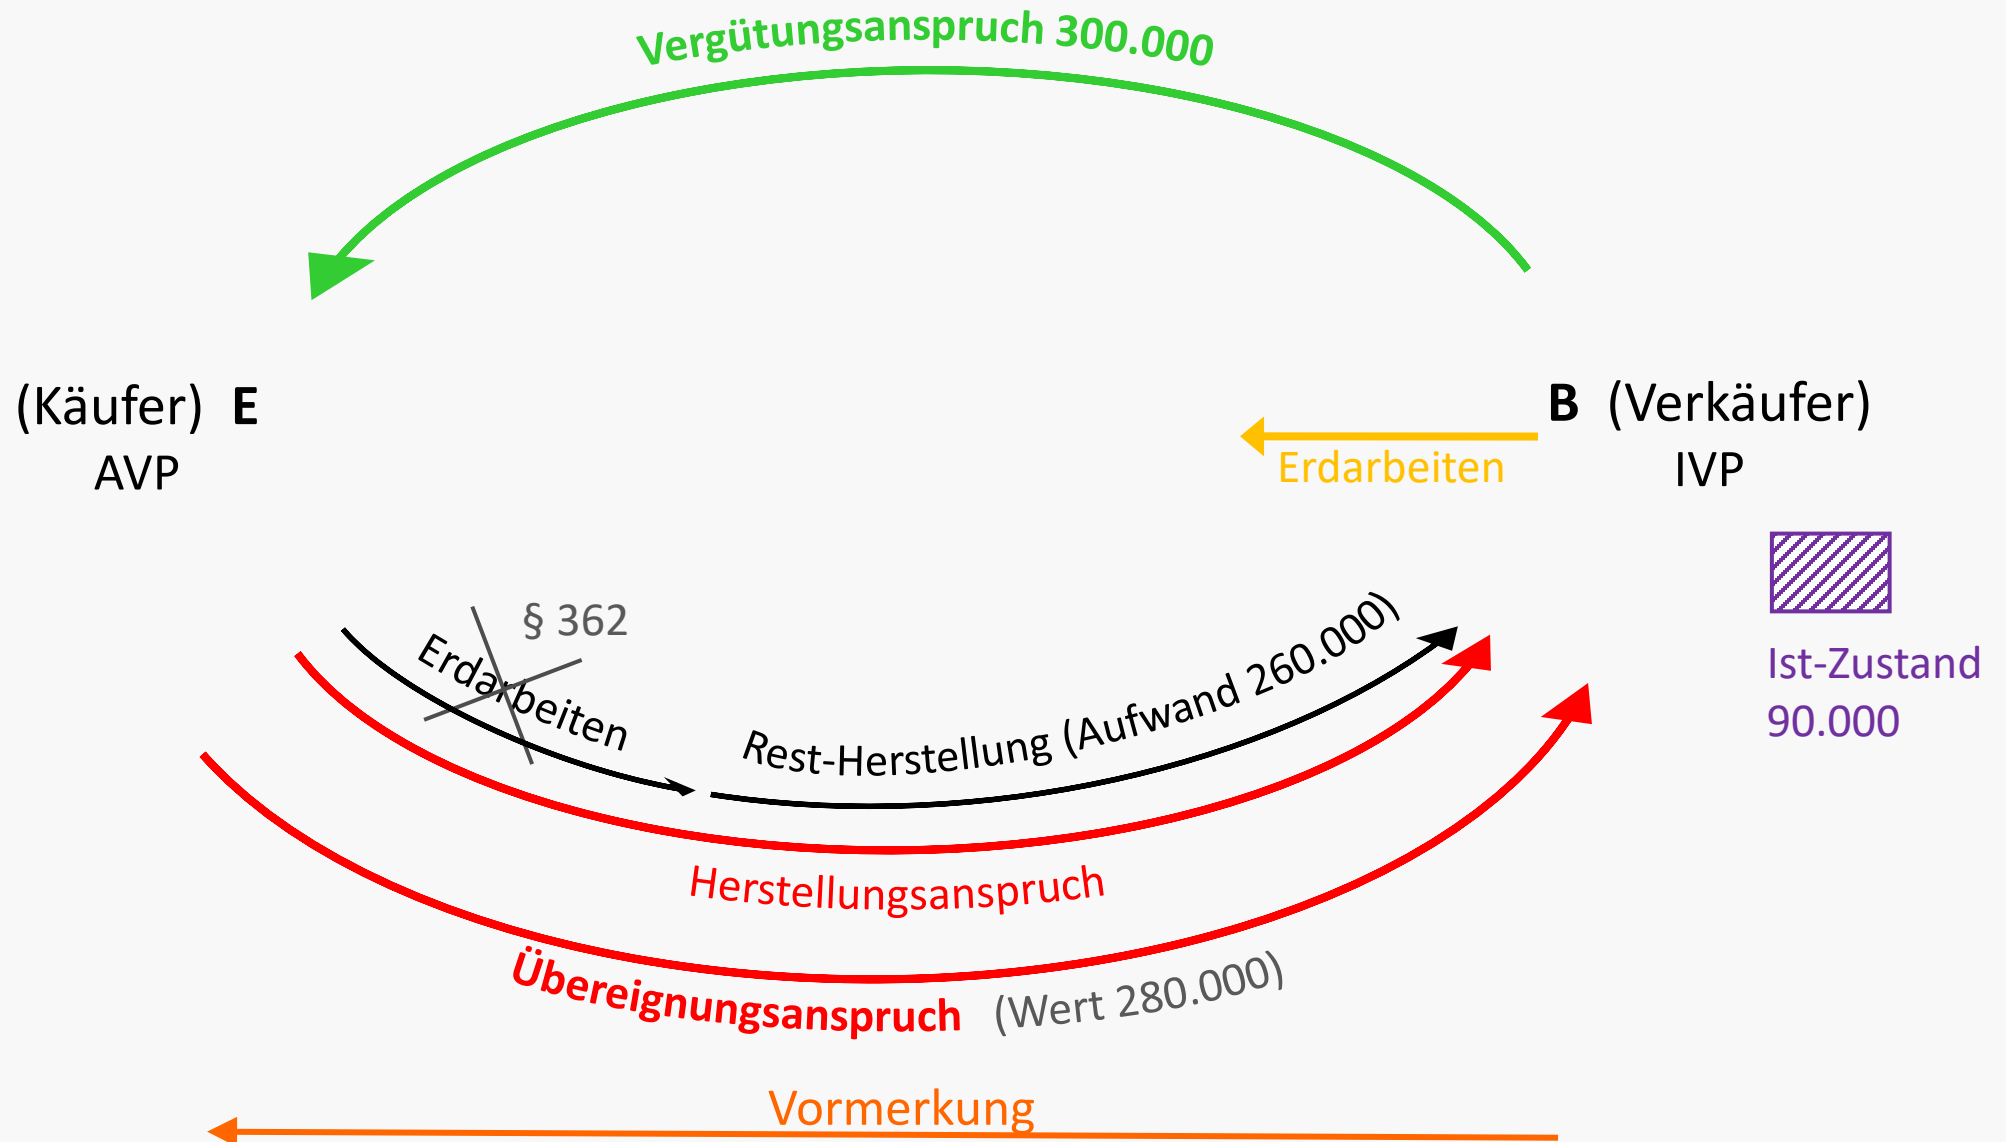 Vergütungsanspruch 300.000
(Käufer) E
AVP
B (Verkäufer)
IVP
Erdarbeiten
§ 362
Erdarbeiten
Rest-Herstellung (Aufwand 260.000)
Ist-Zustand
90.000
Herstellungsanspruch
Übereignungsanspruch (Wert 280.000)
Vormerkung